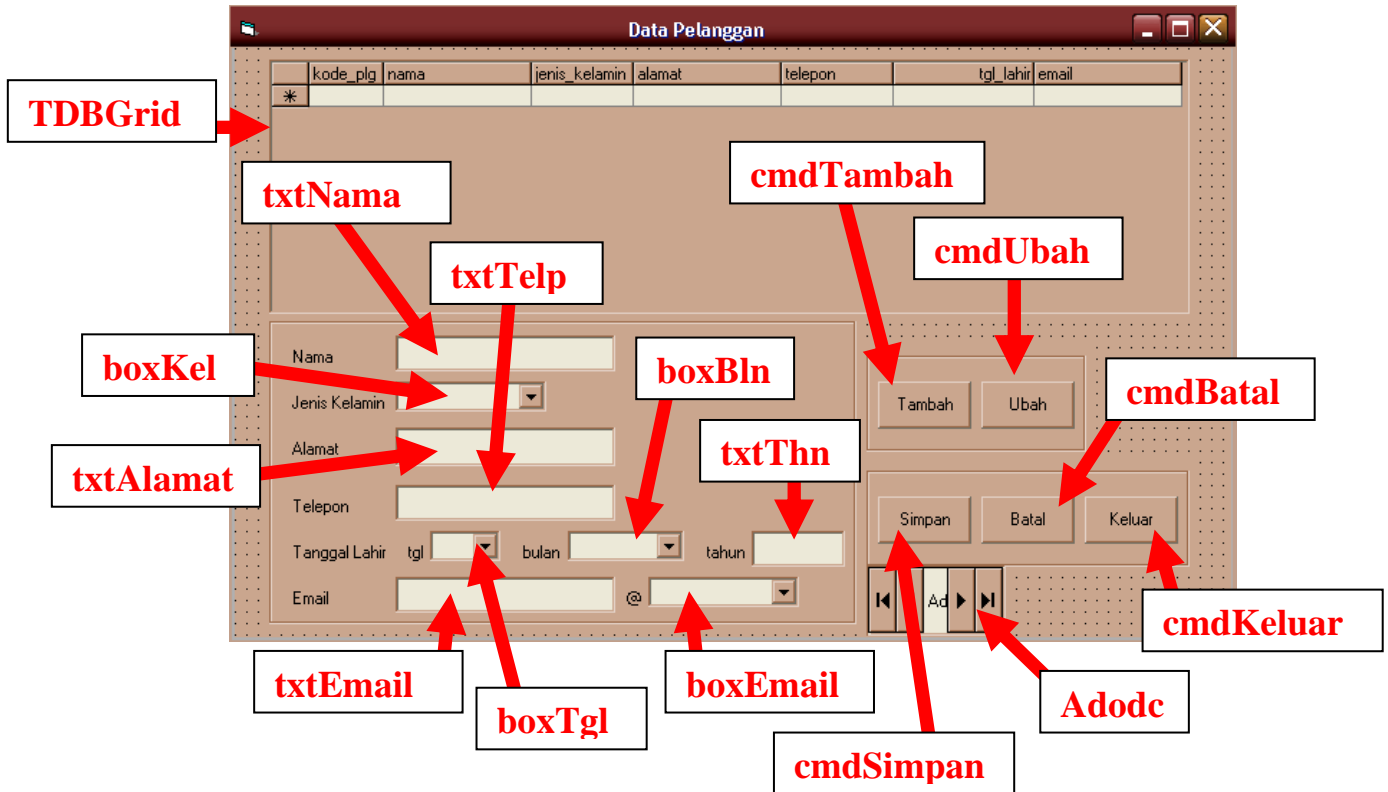 Data Pelanggan
kode_plg nama jenis_kelamin alamat telepon tgl_lahir email
TDBGrid
txtNama
cmdTambah
cmdUbah
txtTelp
boxKel
Nama
boxBln
cmdBatal
Jenis Kelamin
Tambah Ubah
txtAlamat
Alamat
txtThn
Telepon
Simpan Batal Keluar
Tanggal Lahir tgl bulan tahun
Email @
Ad
cmdKeluar
txtEmail
boxTgl
boxEmail
Adodc
cmdSimpan